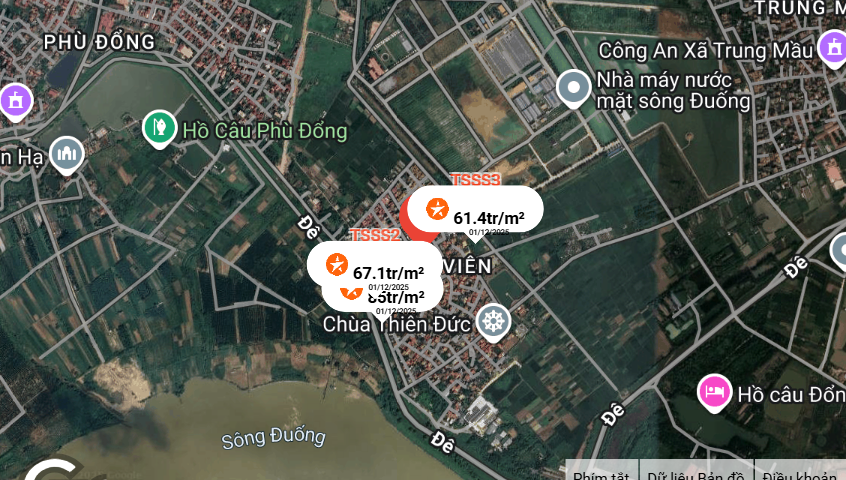 TRUNG M
PHÙ ĐỔNG
Công An Xã Trung Mầu
Nhà máy nước
mặt sông Đuống
Hồ Câu Phù Đổng
n Hạ
TSSS3
61.4tr/m²
01/12/2025
Đê
TSSS2
67.1tr/m²
01/12/2025
VIÊN
Đê
tr/m²
01/12/2025
Chùa Thiên Đức
Hồ câu Đổn
Đê
Sông Đuống
Đê
Phím tắt
Dữ liệu Bản đồ
Điều khoản